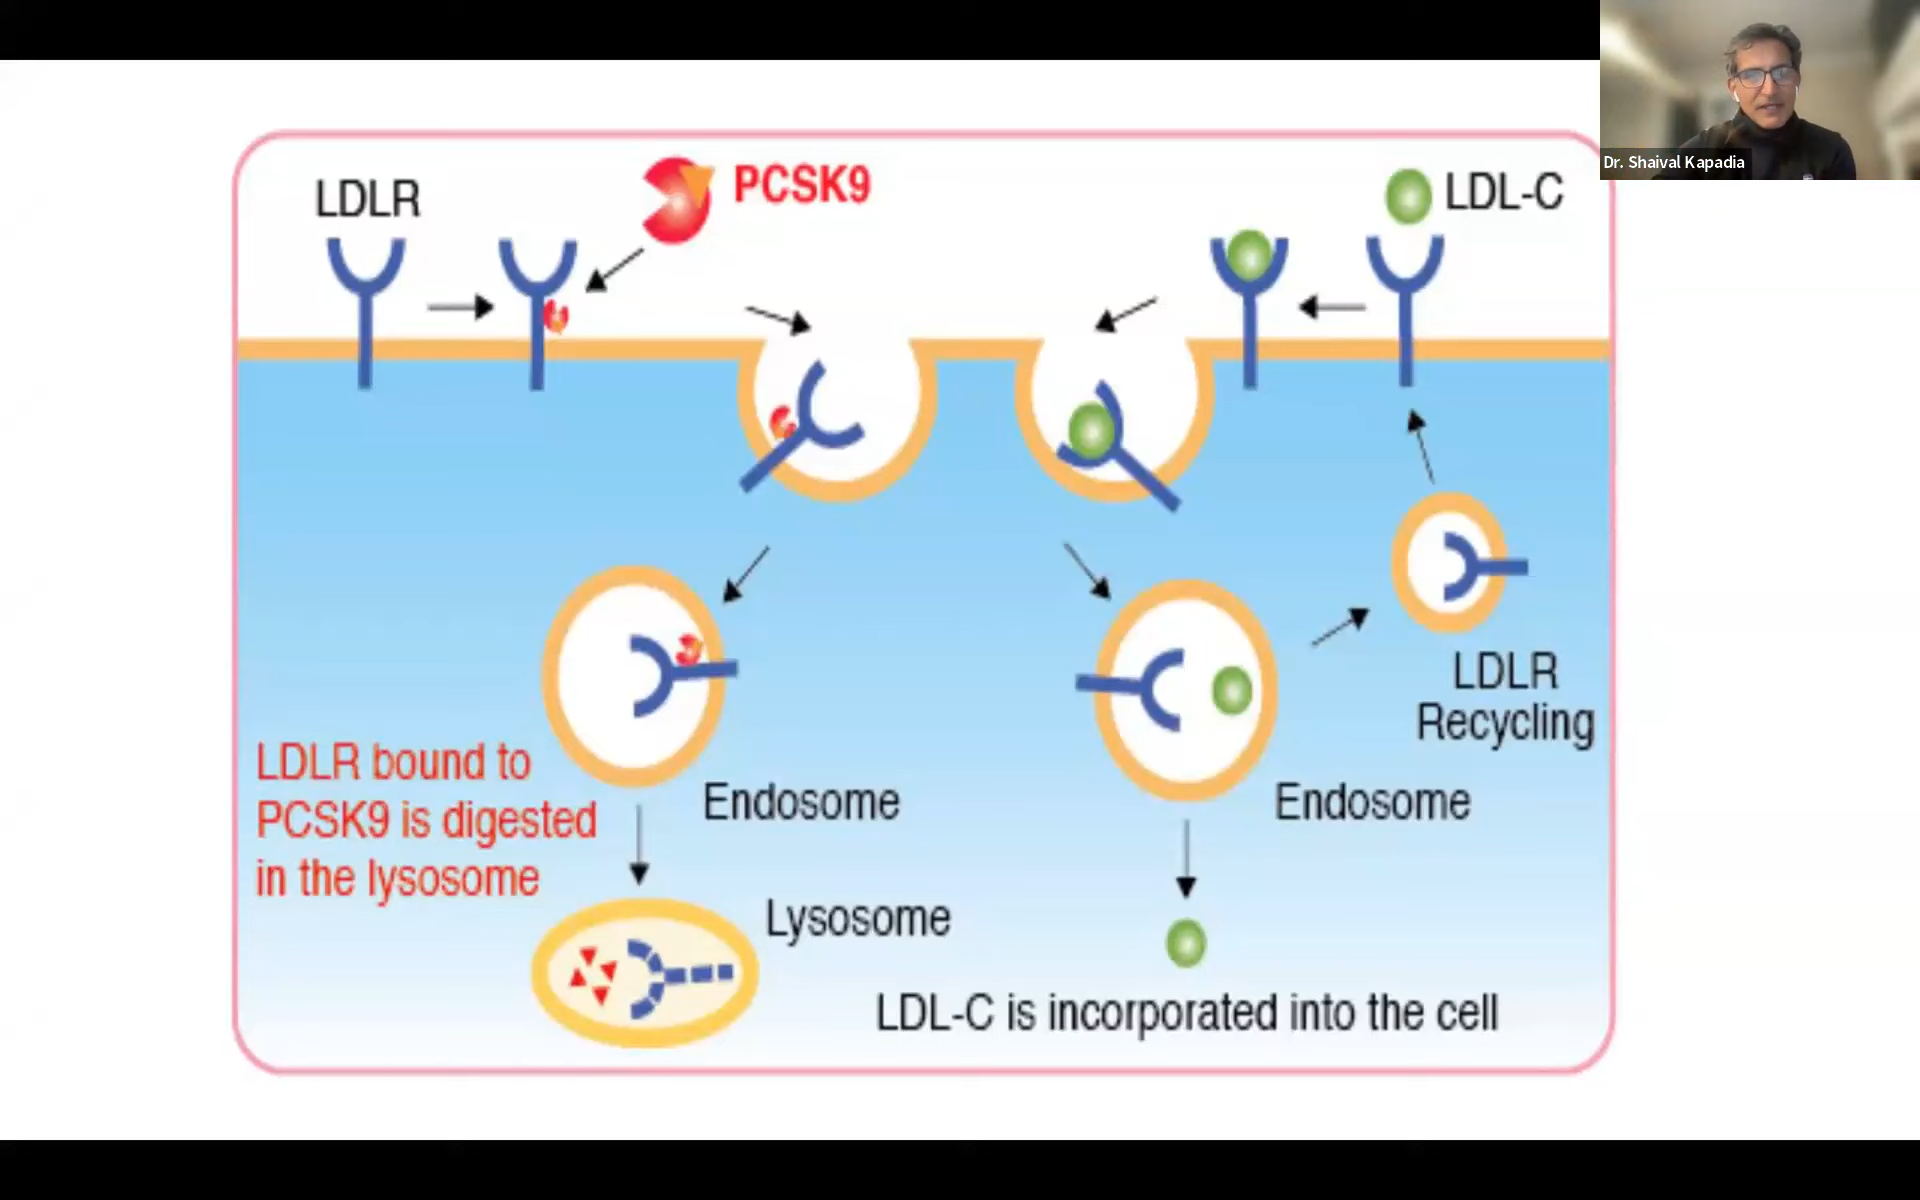 Dr. Shaival Kapadia
LDLR
PCSK9
LDL-C
LDLR
Recycling
LDLR bound to
PCSK9 is digested
in the lysosome
Endosome
Endosome
Lysosome
LDL-C is incorporated into the cell